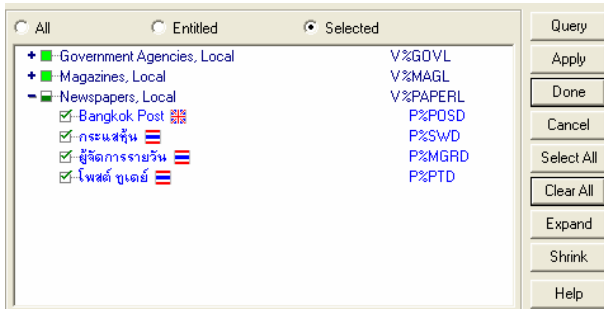 All Entitled Selected
Government Agencies, Local V%GOVL
Magazines, Local V%MAGL
Newspapers, Local V%PAPERL
Bangkok Post P%POSD
กระแสหุ้น P%SWD
ผู้จัดการรายวัน P%MGRD
โพสต์ ทูเดย์ P%PTD
Query
Apply
Done
Cancel
Select All
Clear All
Expand
Shrink
Help